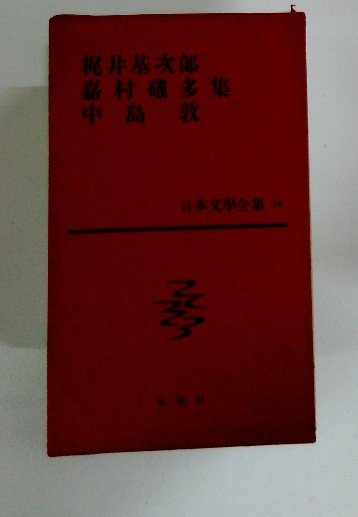 梶井基次郎
嘉村礒多集
中島敦
日本文學全集